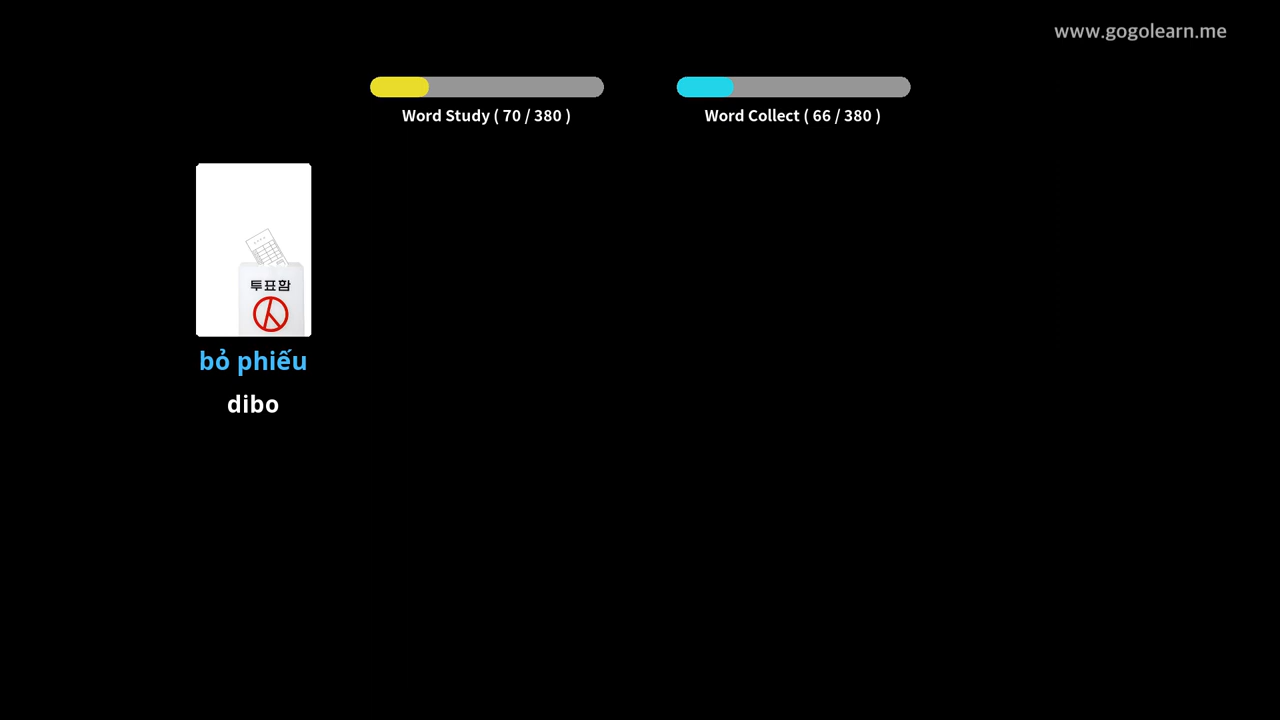 www.gogolearn.me
Word Study ( 70 / 380 )
Word Collect ( 66 / 380 )
투표함
bỏ phiếu
dibo